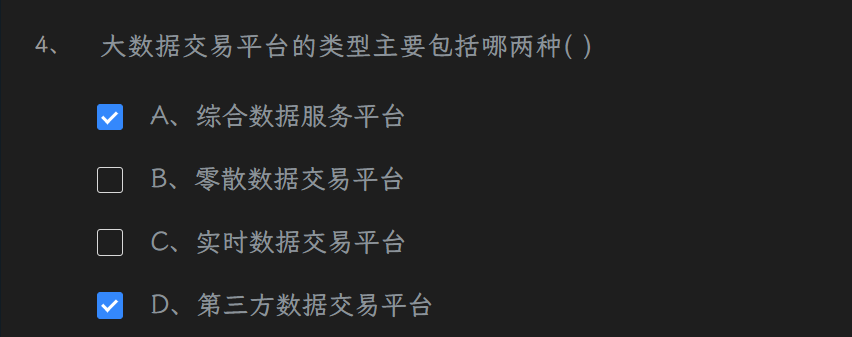 4、 大数据交易平台的类型主要包括哪两种( )
A、综合数据服务平台
B、零散数据交易平台
C、实时数据交易平台
D、第三方数据交易平台